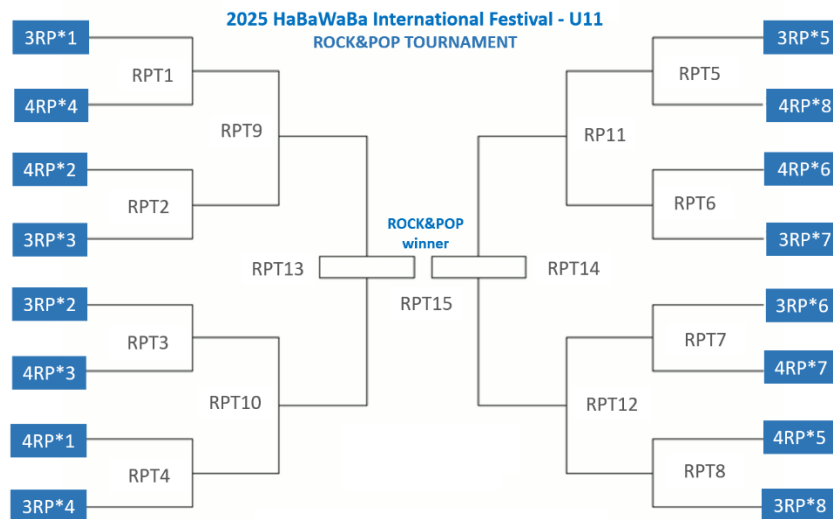 2025 HaBaWaBa International Festival - U11
ROCK&POP TOURNAMENT
3RP*1
3RP*5
RPT1
RPT5
4RP*4
4RP*8
RPT9
RP11
4RP*2
4RP*6
RPT2
RPT6
3RP*3
3RP*7
ROCK&POP
winner
RPT13
RPT14
RPT15
3RP*2
3RP*6
RPT3
RPT7
4RP*3
4RP*7
RPT10
RPT12
4RP*1
4RP*5
RPT4
RPT8
3RP*4
3RP*8